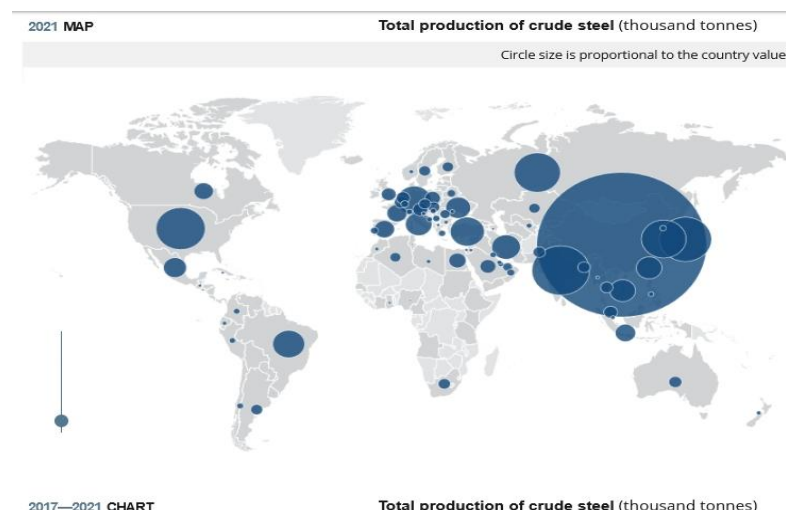 2021 MAP Total production of crude steel (thousand tonnes)
Circle size is proportional to the country value
2017—2021 CHART Total production of crude steel (thousand tonnes)